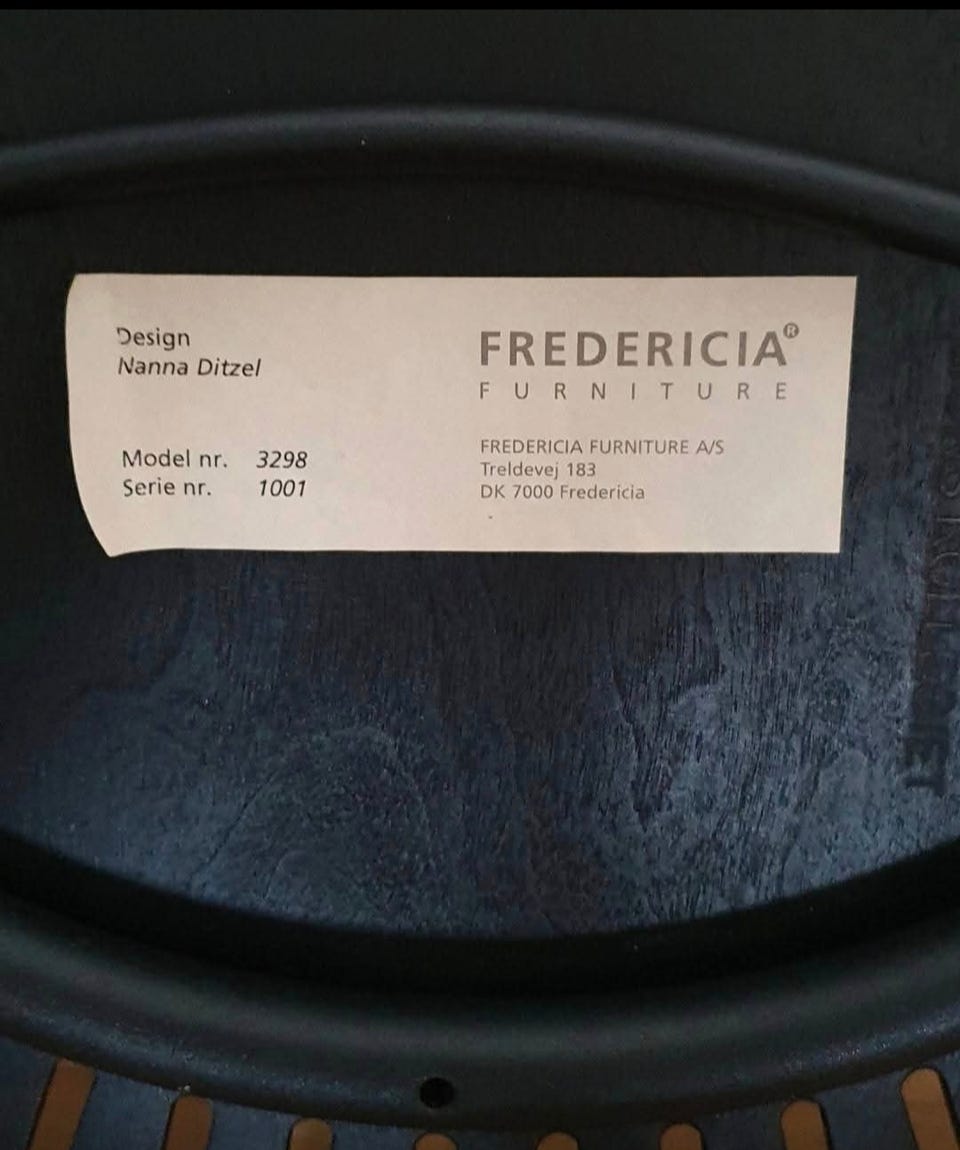 Design
Nanna Ditzel
Model nr. 3298
Serie nr. 1001
FREDERICIA®
FURNITURE
FREDERICIA FURNITURE A/S
Treldevej 183
DK 7000 Fredericia